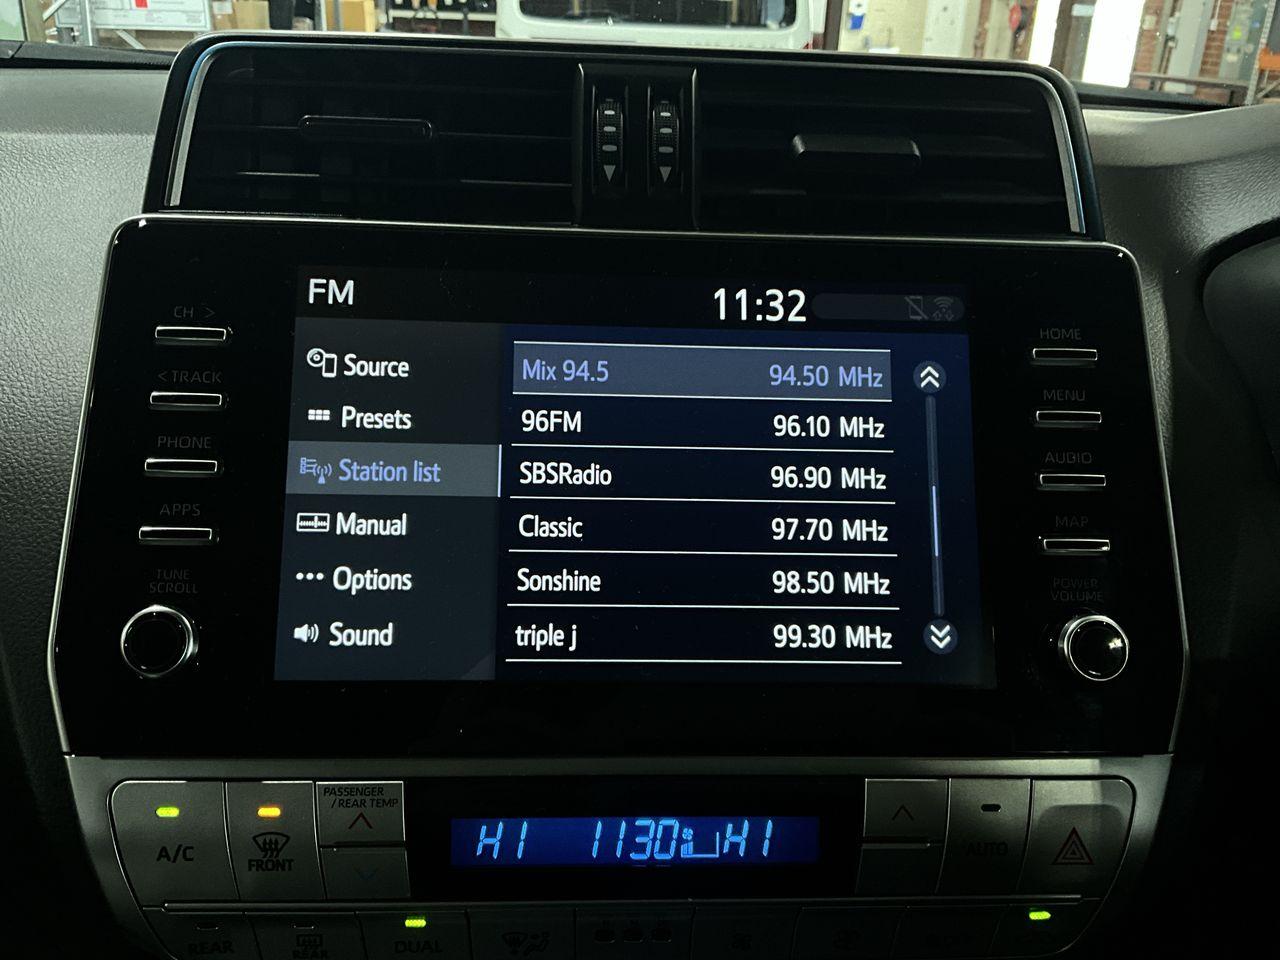 FM
11:32
CH >
< TRACK
PHONE
APPS
TUNE
SCROLL
Source
Presets
Station list
Manual
Options
Sound
Mix 94.5 94.50 MHz
96FM 96.10 MHz
SBSRadio 96.90 MHz
Classic 97.70 MHz
Sonshine 98.50 MHz
triple j 99.30 MHz
HOME
MENU
AUDIO
MAP
POWER
VOLUME
A/C
FRONT
PASSENGER
/REAR TEMP
HI 1130 HI
AUTO
REAR
REAR
DUAL